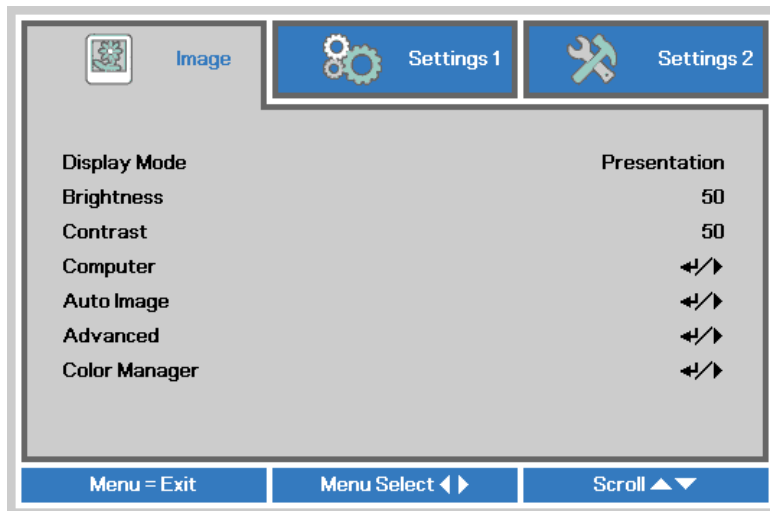 Image
Settings 1
Settings 2
Display Mode Presentation
Brightness 50
Contrast 50
Computer ↵/▶
Auto Image ↵/▶
Advanced ↵/▶
Color Manager ↵/▶
Menu = Exit
Menu Select ◀ ▶
Scroll ▲▼